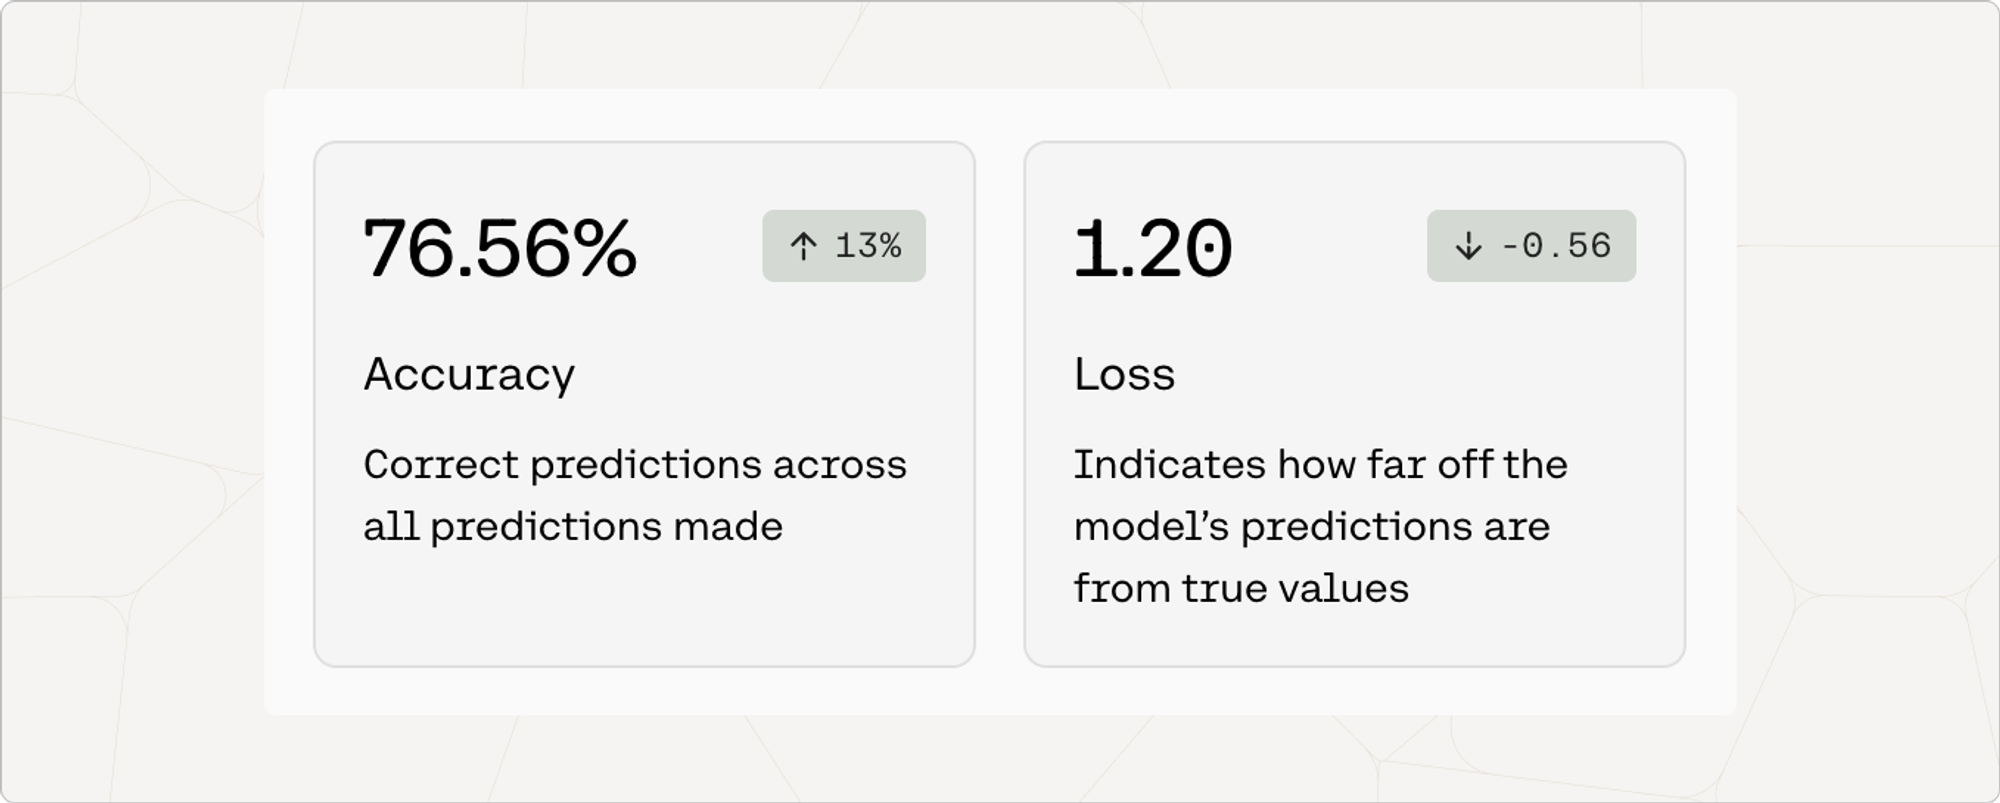 76.56%
↑ 13%
Accuracy
Correct predictions across
all predictions made
1.20
↓ -0.56
Loss
Indicates how far off the
model’s predictions are
from true values